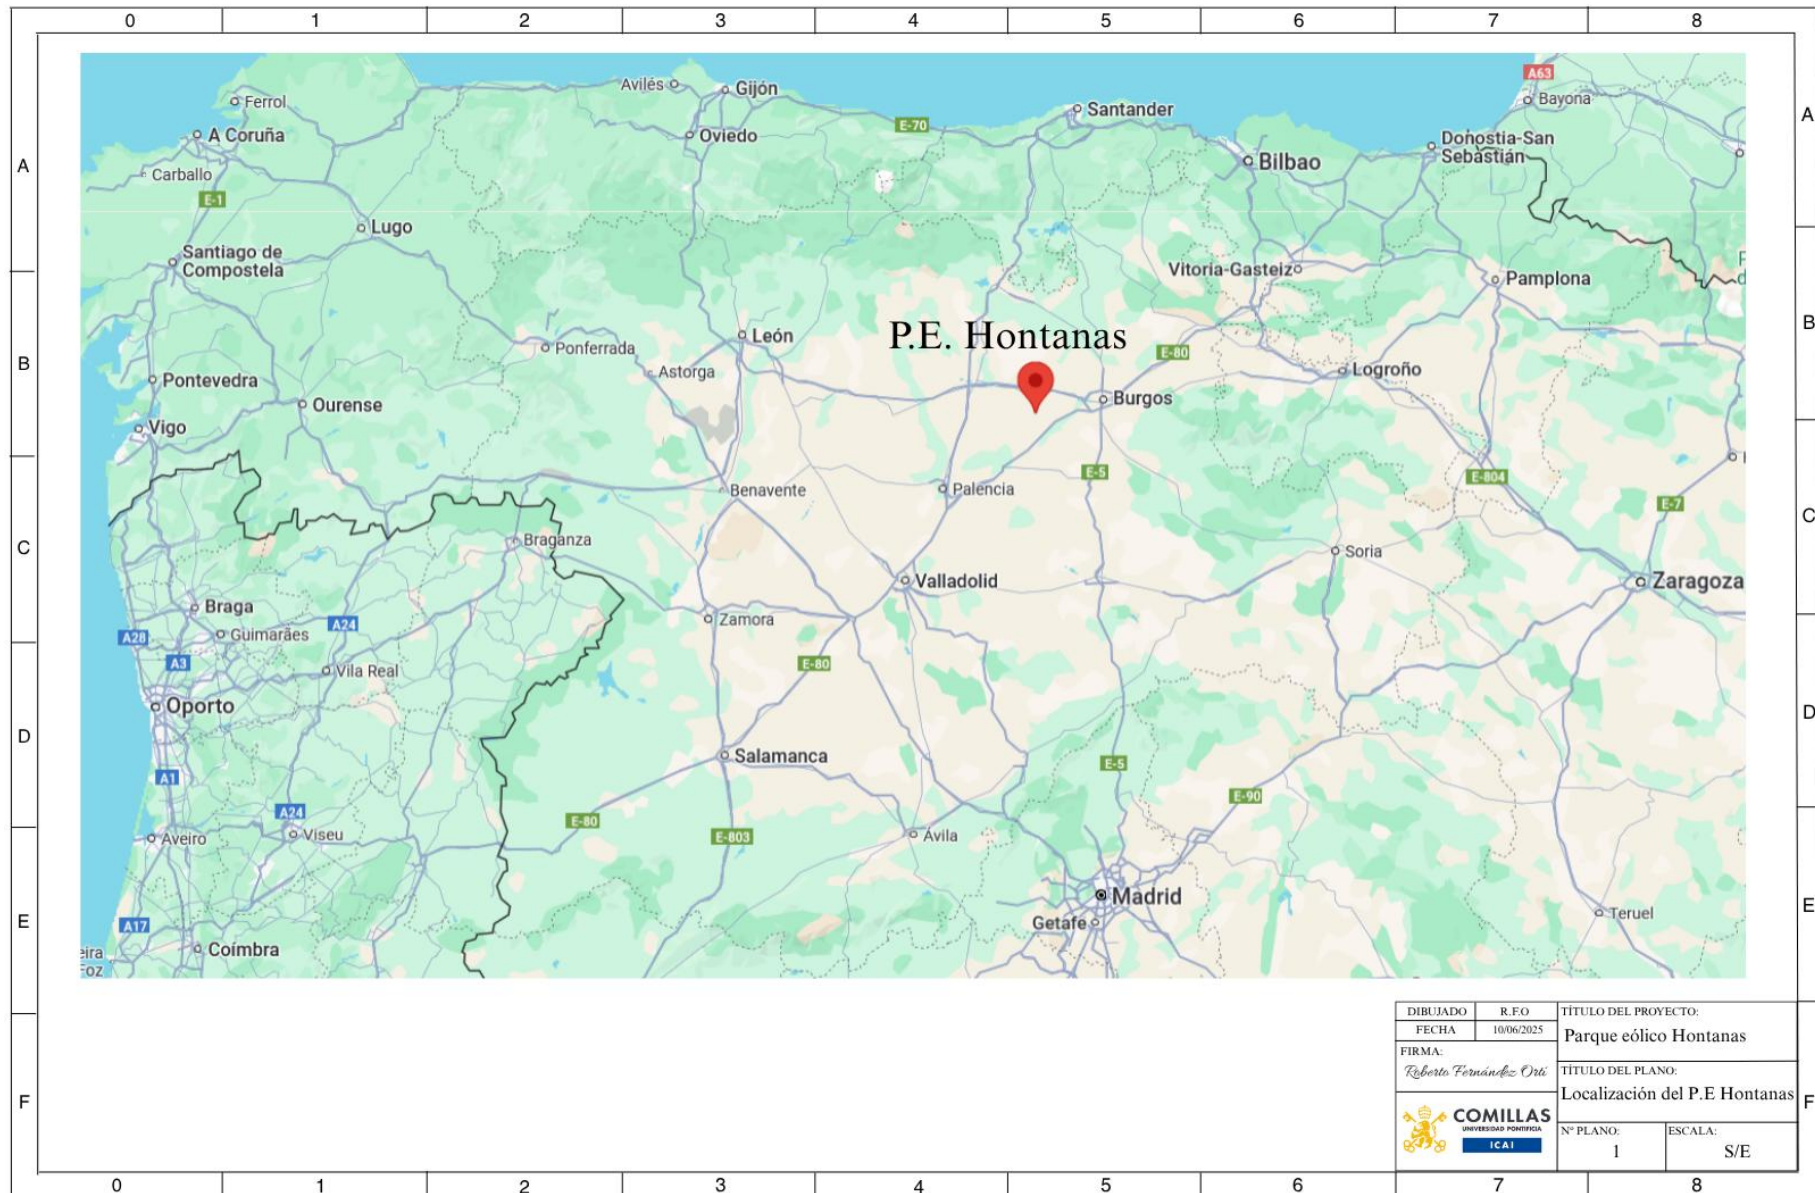 0 1 2 3 4 5 6 7 8
A
A
B
B
C
C
D
D
E
E
F
F
Ferrol
A Coruña
Carballo
E-1
Lugo
Santiago de
Compostela
Avilés
Gijón
Oviedo
E-70
Santander
Bilbao
A63
Bayona
Donostia-San
Sebastián
Vitoria-Gasteiz
Pamplona
León
P.E. Hontanas
Ponferrada
Astorga
E-80
Logroño
Burgos
Pontevedra
Ourense
Vigo
Benavente
Palencia
E-5
E-804
E-7
Braganza
Soria
Valladolid
Zaragoza
Braga
Guimarães
A28
A24
Zamora
A3
Vila Real
E-80
Oporto
Salamanca
A1
E-5
E-90
A24
Aveiro
Viseu
E-80
E-803
Ávila
Madrid
Getafe
Teruel
A17
Coímbra
eira
oz
DIBUJADO R.F.O
FECHA 10/06/2025
FIRMA:
Roberto Fernández Orti
COMILLAS
UNIVERSIDAD PONTIFICIA
ICAI
TÍTULO DEL PROYECTO:
Parque eólico Hontanas
TÍTULO DEL PLANO:
Localización del P.E Hontanas
Nº PLANO:
1
ESCALA:
S/E
0 1 2 3 4 5 6 7 8